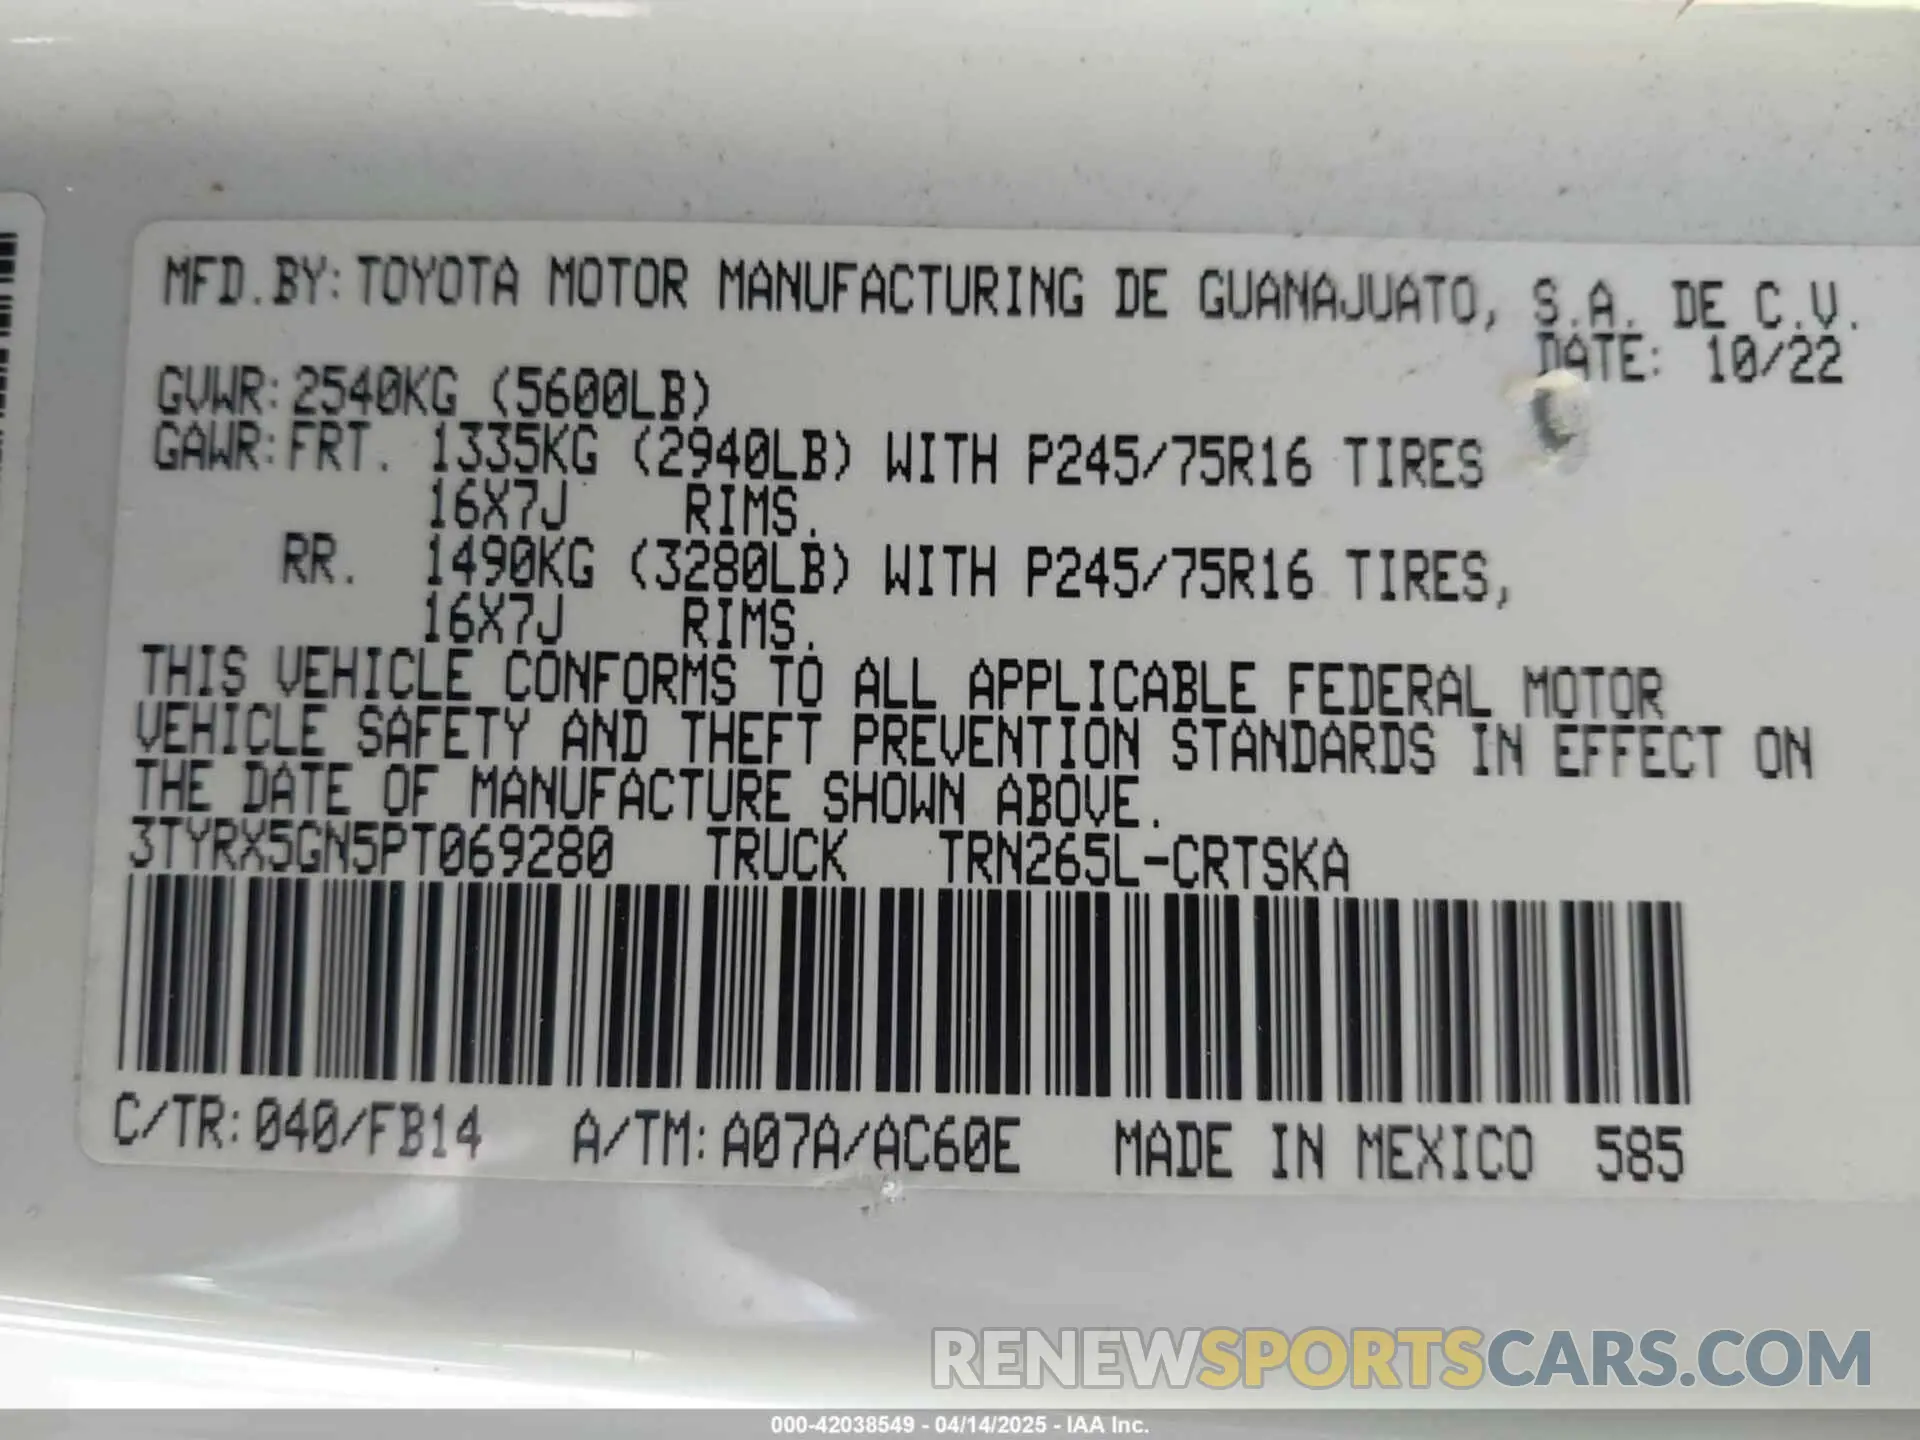 MFD.BY:TOYOTA MOTOR MANUFACTURING DE GUANAJUATO, S.A. DE C.V.
DATE: 10/22
GVWR:2540KG (5600LB)
GAWR:FRT. 1335KG (2940LB) WITH P245/75R16 TIRES
16X7J RIMS.
RR. 1490KG (3280LB) WITH P245/75R16 TIRES,
16X7J RIMS.
THIS VEHICLE CONFORMS TO ALL APPLICABLE FEDERAL MOTOR
VEHICLE SAFETY AND THEFT PREVENTION STANDARDS IN EFFECT ON
THE DATE OF MANUFACTURE SHOWN ABOVE.
3TYRX5GN5PT069280 TRUCK TRN265L-CRTSKA
C/TR:040/FB14 A/TM:A07A/AC60E MADE IN MEXICO 585
RENEWSPORTSCARS.COM
000-42038549 - 04/14/2025 - IAA Inc.